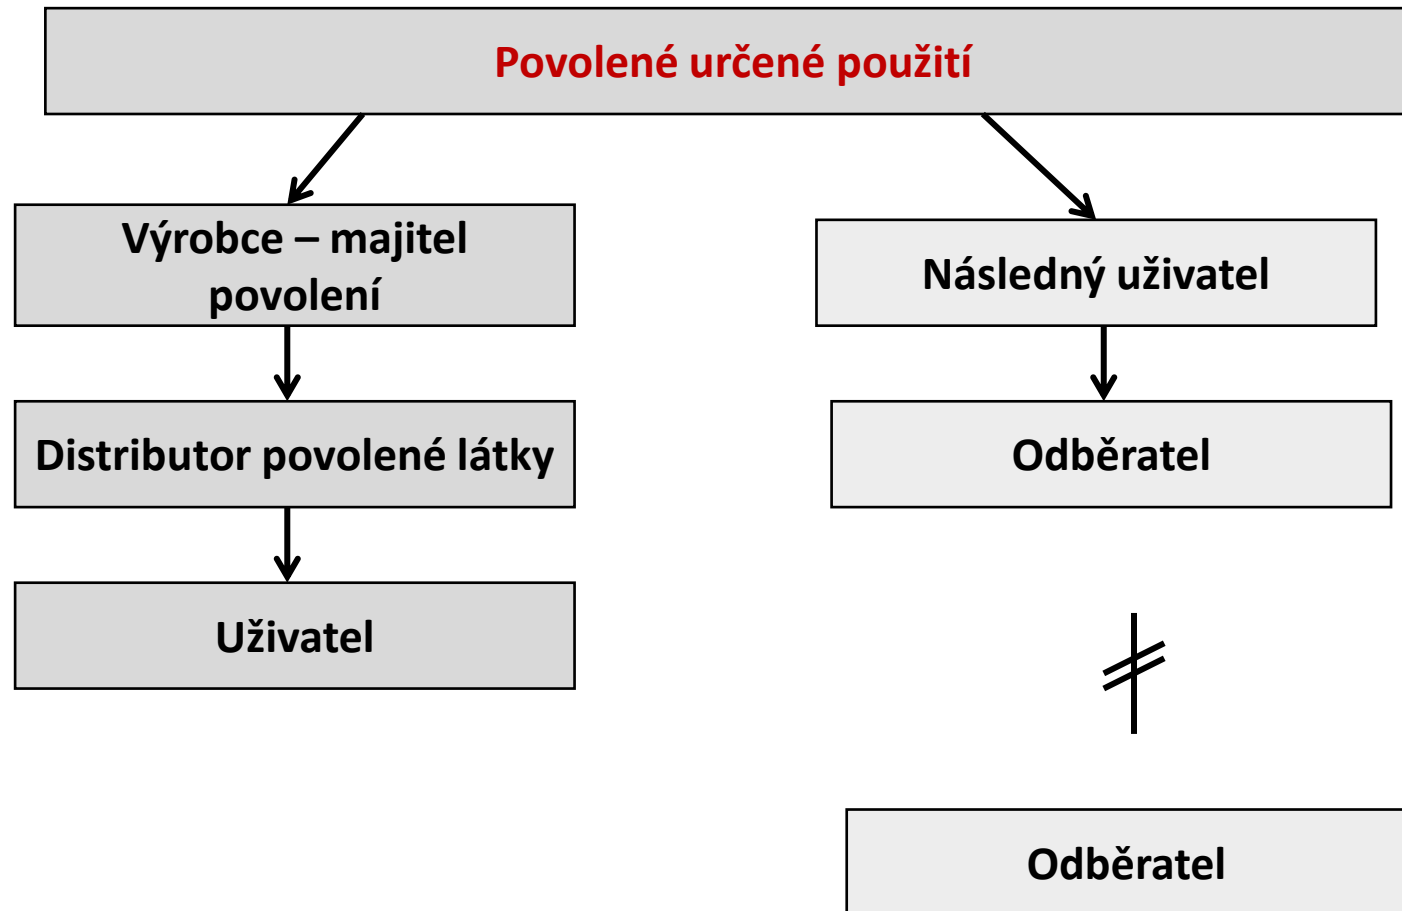 Povolené určené použití
Výrobce – majitel
povolení
Následný uživatel
Distributor povolené látky
Odběratel
Uživatel
Odběratel